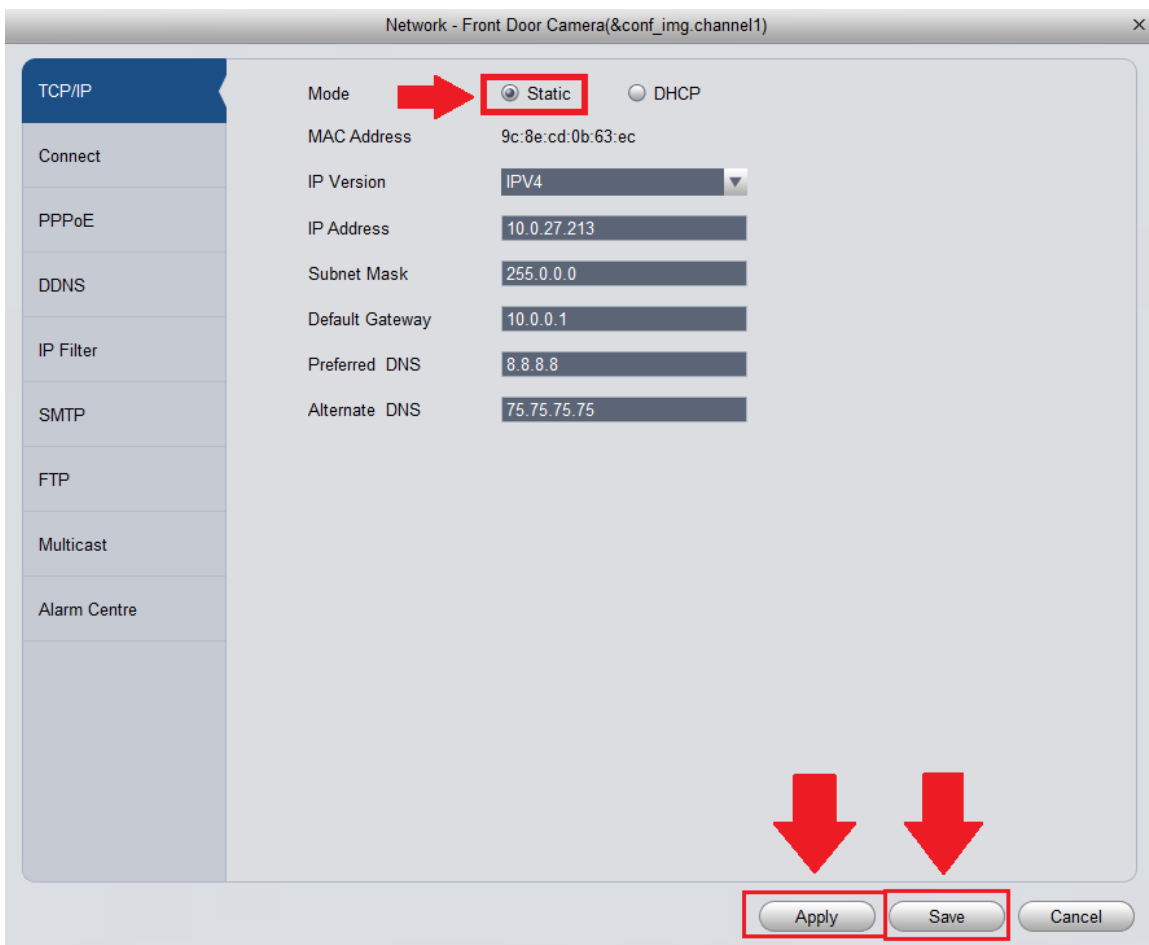 Network - Front Door Camera(&conf_img.channel1)
TCP/IP
Connect
PPPoE
DDNS
IP Filter
SMTP
FTP
Multicast
Alarm Centre
Mode Static DHCP
MAC Address 9c:8e:cd:0b:63:ec
IP Version IPV4
IP Address 10.0.27.213
Subnet Mask 255.0.0.0
Default Gateway 10.0.0.1
Preferred DNS 8.8.8.8
Alternate DNS 75.75.75.75
Apply Save Cancel